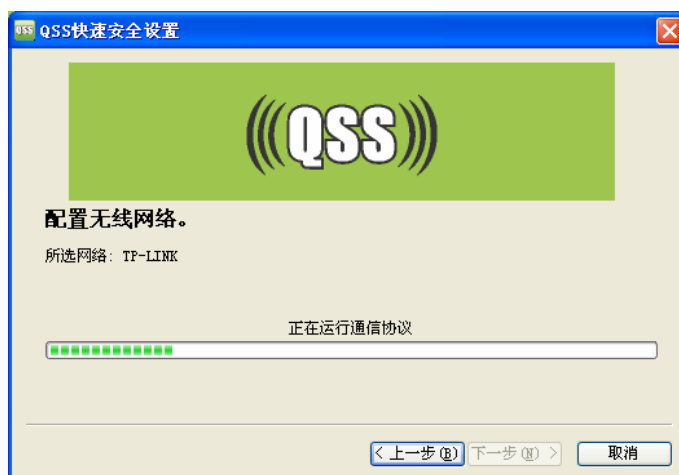 QSS QSS快速安全设置
(((QSS)))
配置无线网络。
所选网络: TP-LINK
正在运行通信协议
< 上一步(B) 下一步(N) > 取消